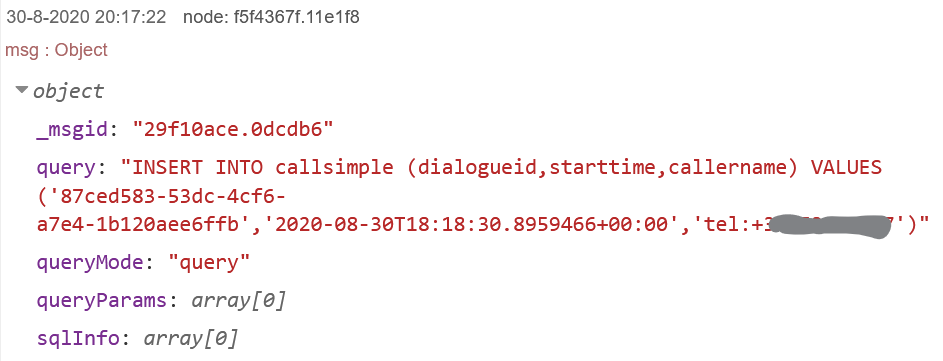 30-8-2020 20:17:22 node: f5f4367f.11e1f8
msg : Object
object
_msgid: "29f10ace.0dcdb6"
query: "INSERT INTO callsimple (dialogueid,starttime,callername) VALUES
('87ced583-53dc-4cf6-
a7e4-1b120aee6ffb','2020-08-30T18:18:30.8959466+00:00','tel:+3 7')"
queryMode: "query"
queryParams: array[0]
sqlInfo: array[0]